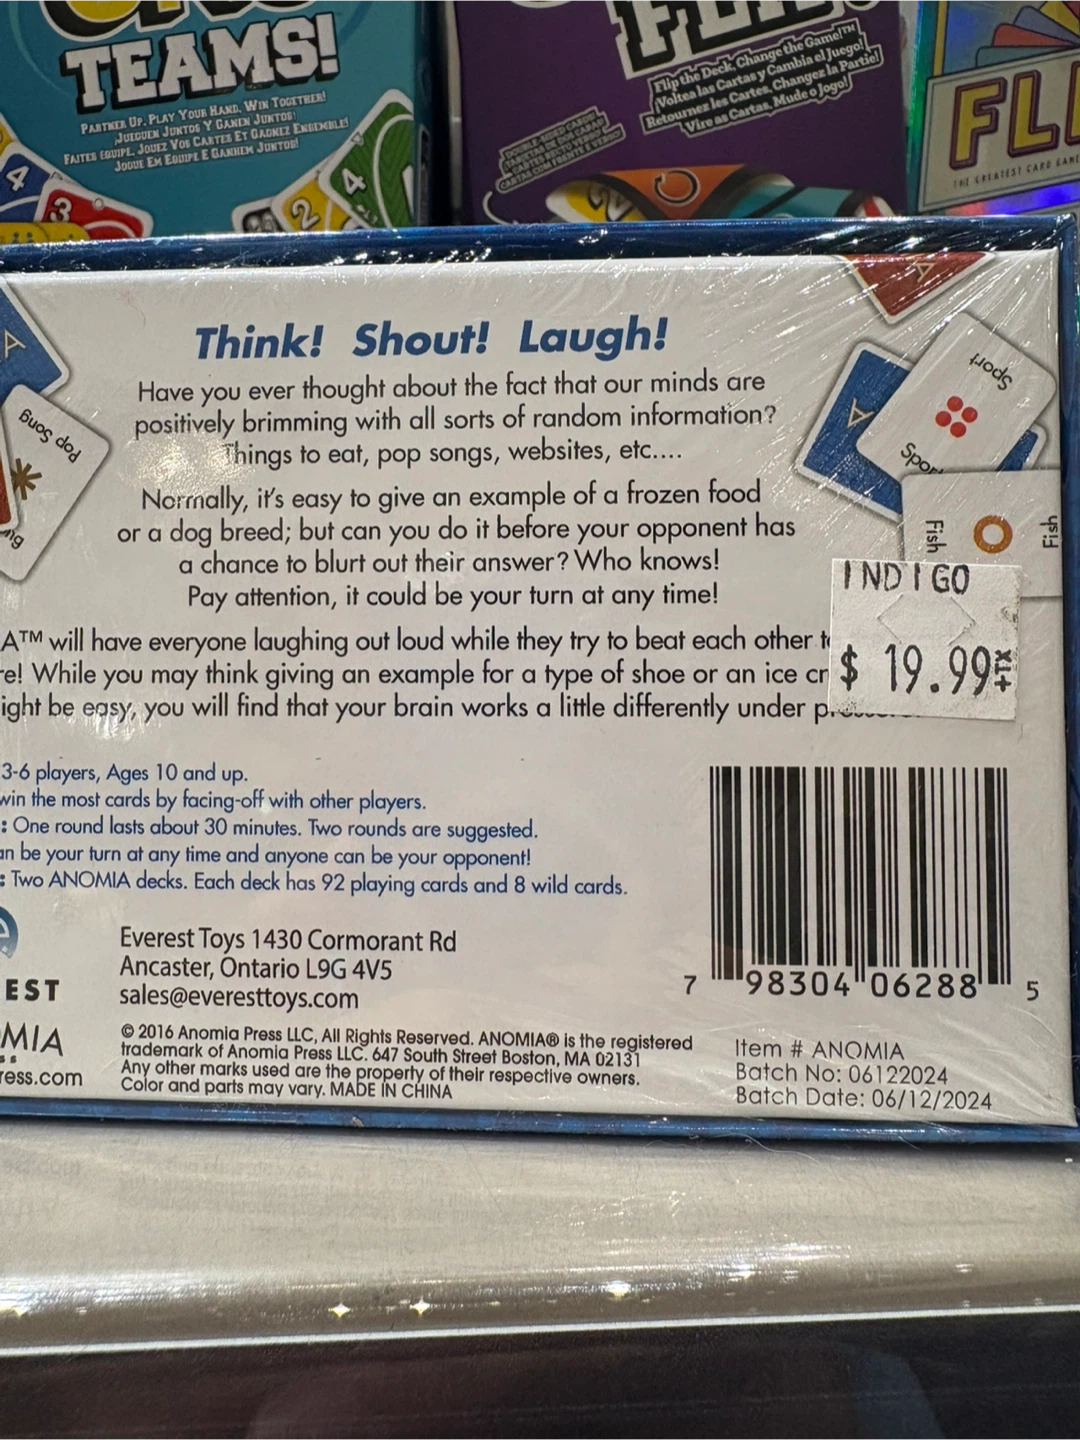 TEAMS!
PARTNER UP, PLAY YOUR HAND, WIN TOGETHER!
¡JUEGUEN JUNTOS Y GANEN JUNTOS!
FAITES ÉQUIPE, JOUEZ VOS CARTES ET GAGNEZ ENSEMBLE!
JOGUE EM EQUIPE E GANHEM JUNTOS!
4
3
2
4
Flip the Deck, Change the Game!™
¡Voltea las Cartas y Cambia el Juego!
Retournez les Cartes, Changez la Partie!
Vire as Cartas, Mude o Jogo!
DOUBLE-SIDED CARDS
2
FL
THE GREATEST CARD GAME
A
Pop Song
A
Sport
A
Fish
Fish
Think! Shout! Laugh!
Have you ever thought about the fact that our minds are
positively brimming with all sorts of random information?
Things to eat, pop songs, websites, etc....
Normally, it's easy to give an example of a frozen food
or a dog breed; but can you do it before your opponent has
a chance to blurt out their answer? Who knows!
Pay attention, it could be your turn at any time!
A™ will have everyone laughing out loud while they try to beat each other
re! While you may think giving an example for a type of shoe or an ice cr
ight be easy, you will find that your brain works a little differently under
INDIGO
$ 19.99 +TX
3-6 players, Ages 10 and up.
win the most cards by facing-off with other players.
: One round lasts about 30 minutes. Two rounds are suggested.
an be your turn at any time and anyone can be your opponent!
: Two ANOMIA decks. Each deck has 92 playing cards and 8 wild cards.
EST
MIA
ress.com
Everest Toys 1430 Cormorant Rd
Ancaster, Ontario L9G 4V5
sales@everesttoys.com
© 2016 Anomia Press LLC, All Rights Reserved. ANOMIA® is the registered
trademark of Anomia Press LLC. 647 South Street Boston, MA 02131
Any other marks used are the property of their respective owners.
Color and parts may vary. MADE IN CHINA
7 98304 06288 5
Item # ANOMIA
Batch No: 06122024
Batch Date: 06/12/2024